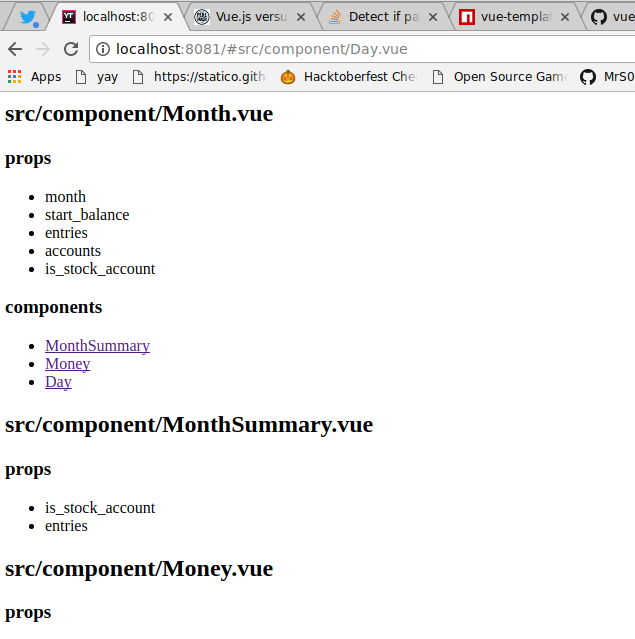 localhost:80
Vue.js versu
Detect if pa
vue-templat
vue
localhost:8081/#src/component/Day.vue
Apps
yay
https://statico.gith
Hacktoberfest Che
Open Source Game
MrS0
src/component/Month.vue
props
month
start_balance
entries
accounts
is_stock_account
components
MonthSummary
Money
Day
src/component/MonthSummary.vue
props
is_stock_account
entries
src/component/Money.vue
props